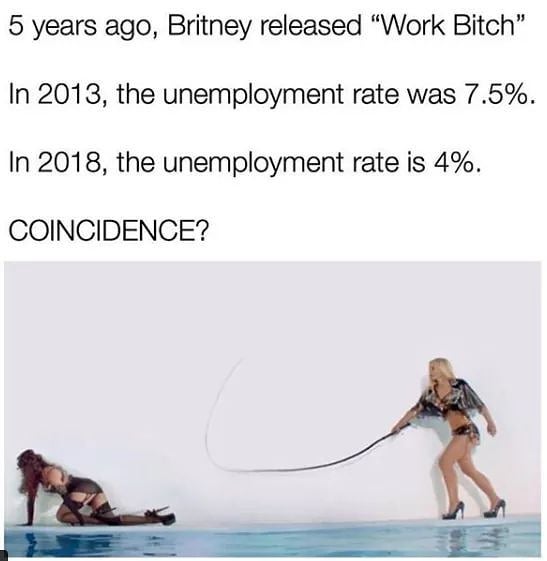 5 years ago, Britney released “Work Bitch”
In 2013, the unemployment rate was 7.5%.
In 2018, the unemployment rate is 4%.
COINCIDENCE?